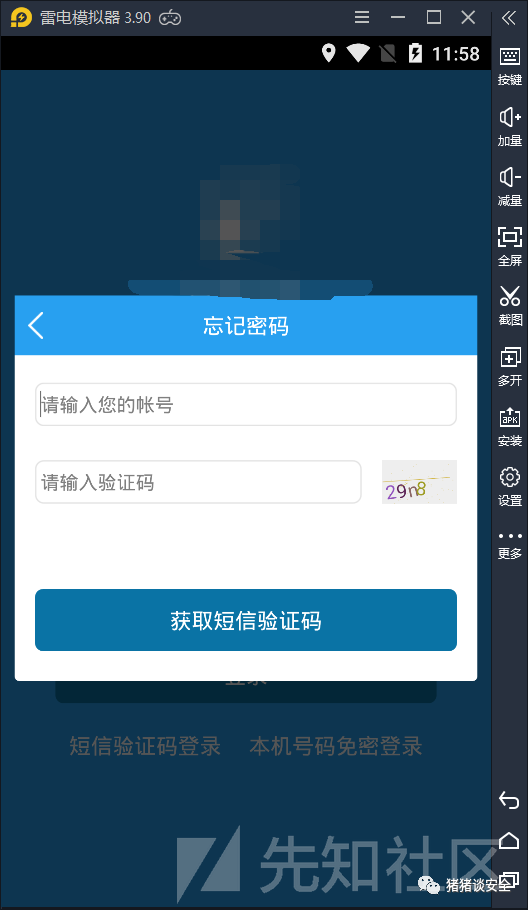 雷电模拟器 3.90
11:58
按键
加量
减量
全屏
截图
多开
APK
安装
设置
更多
忘记密码
请输入您的帐号
请输入验证码
29n8
获取短信验证码
登录
短信验证码登录 本机号码免密登录
先知社区
猪猪谈安全